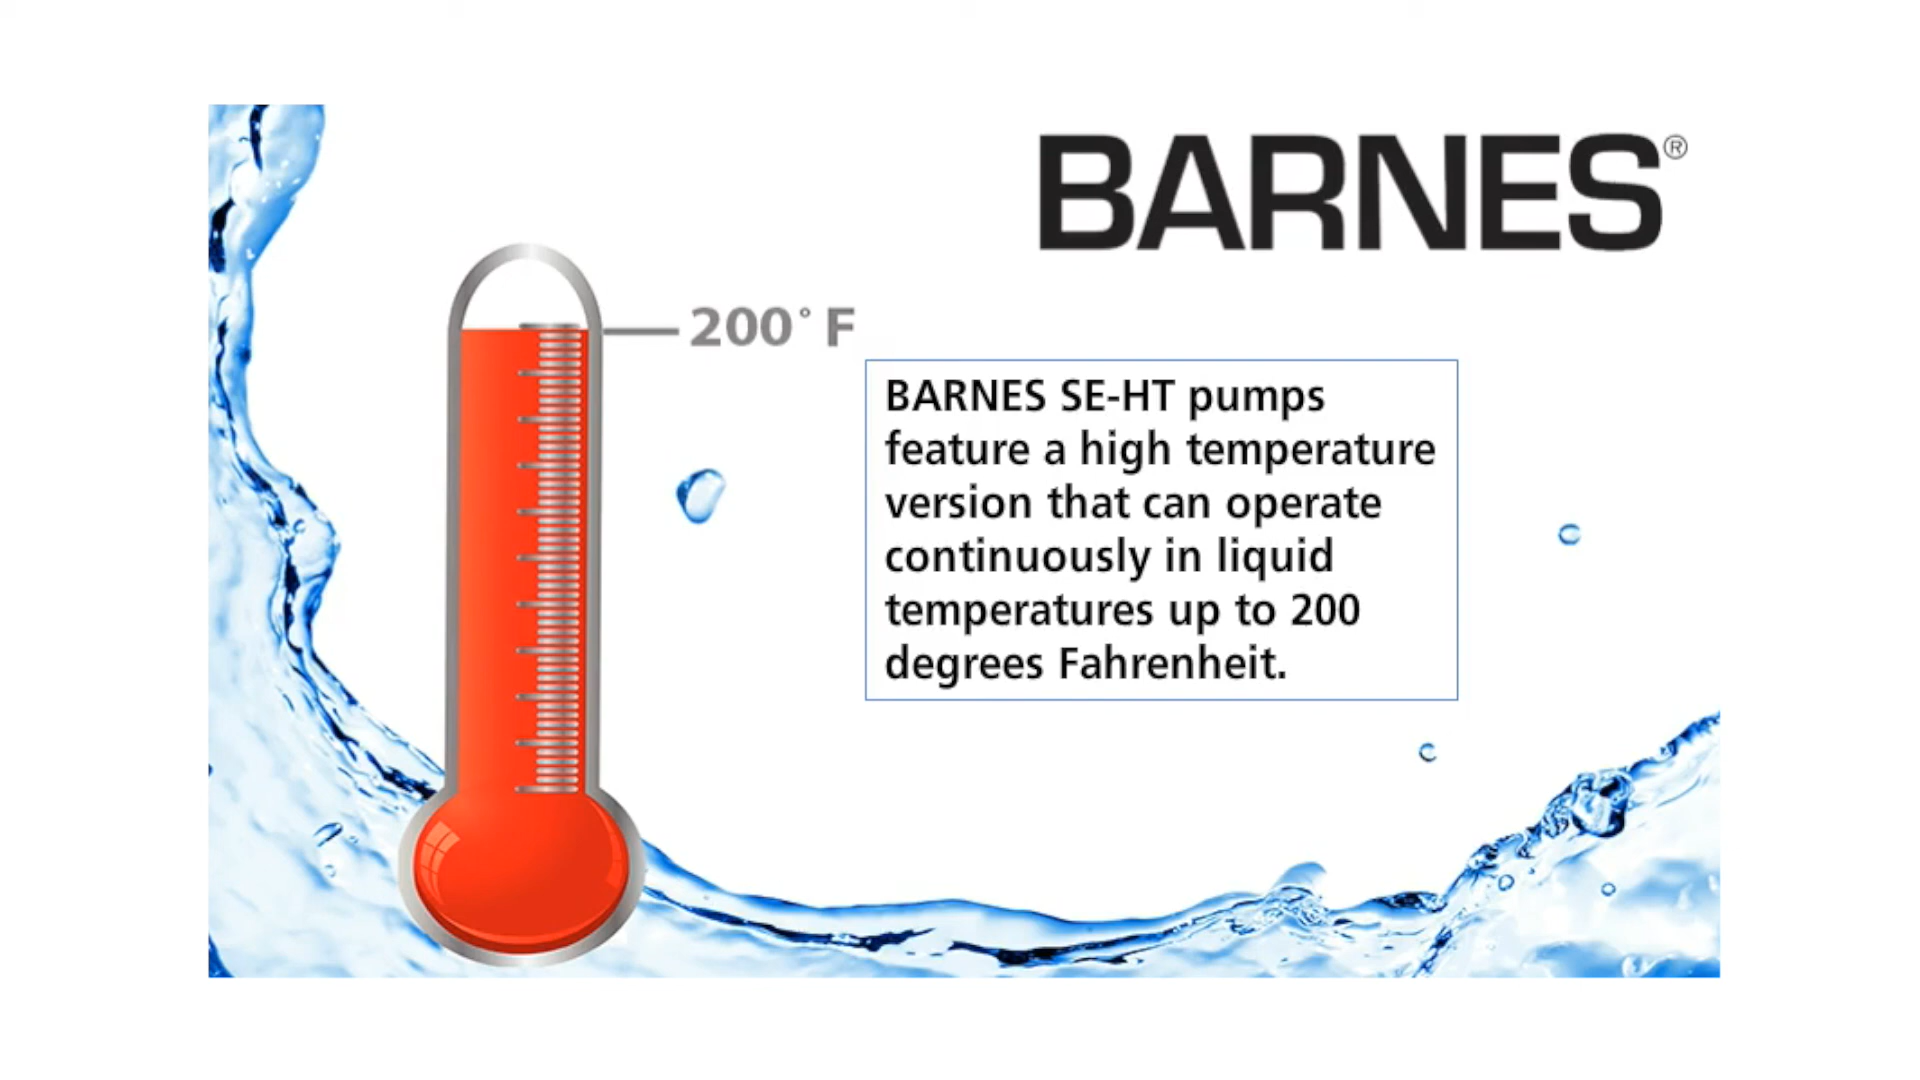 BARNES®
200° F
BARNES SE-HT pumps
feature a high temperature
version that can operate
continuously in liquid
temperatures up to 200
degrees Fahrenheit.